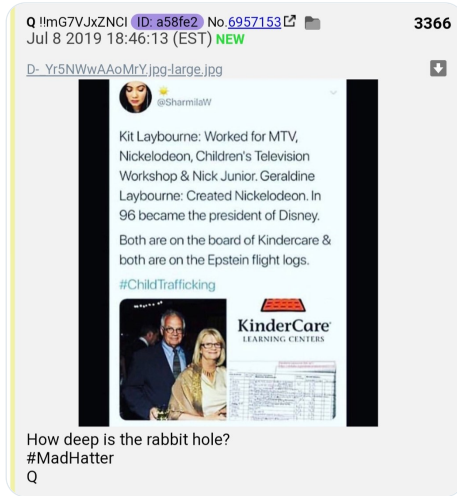 Q !!mG7VJxZNCI ID: a58fe2 No.6957153 3366
Jul 8 2019 18:46:13 (EST) NEW
D-_Yr5NWwAAoMrY.jpg-large.jpg
@SharmilaW
Kit Laybourne: Worked for MTV,
Nickelodeon, Children's Television
Workshop & Nick Junior. Geraldine
Laybourne: Created Nickelodeon. In
96 became the president of Disney.
Both are on the board of Kindercare &
both are on the Epstein flight logs.
#ChildTrafficking
KinderCare
LEARNING CENTERS
How deep is the rabbit hole?
#MadHatter
Q